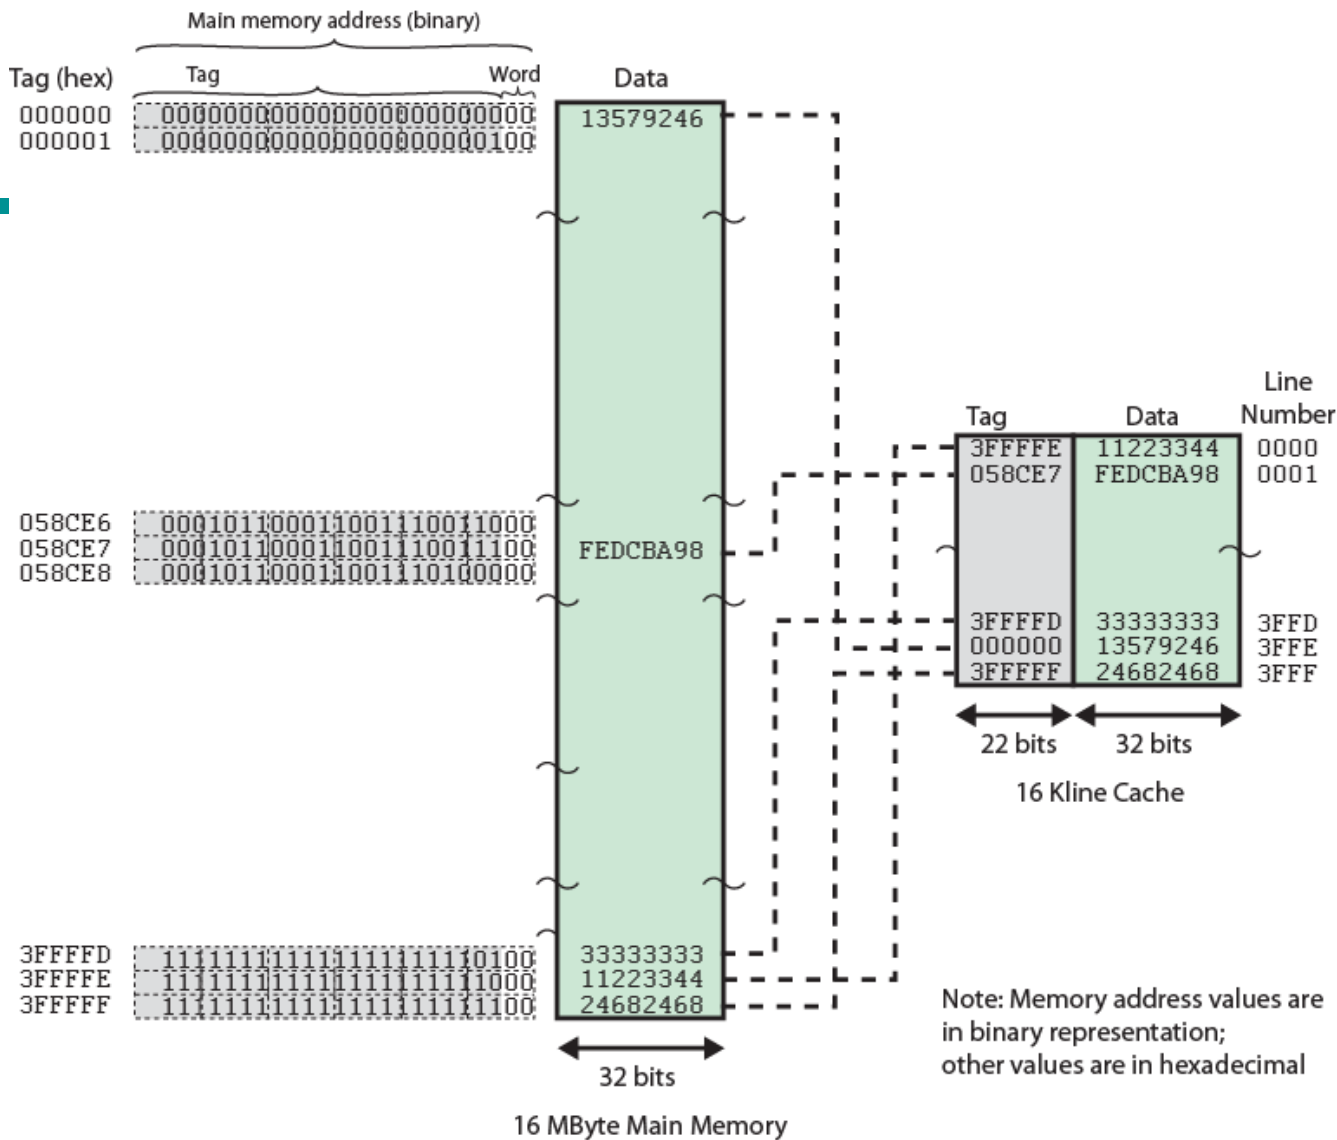 Main memory address (binary)
Tag (hex) Tag Word Data
000000 000000000000000000000000 13579246
000001 000000000000000000000100
Line
Tag Data Number
3FFFFE 11223344 0000
058CE7 FEDCBA98 0001
058CE6 000101100011001110011000
058CE7 000101100011001110011100 FEDCBA98
058CE8 000101100011001110100000
3FFFFD 33333333 3FFD
000000 13579246 3FFE
3FFFFF 24682468 3FFF
22 bits 32 bits
16 Kline Cache
3FFFFD 111111111111111111110100 33333333
3FFFFE 111111111111111111111000 11223344
3FFFFF 111111111111111111111100 24682468
Note: Memory address values are
in binary representation;
other values are in hexadecimal
32 bits
16 MByte Main Memory